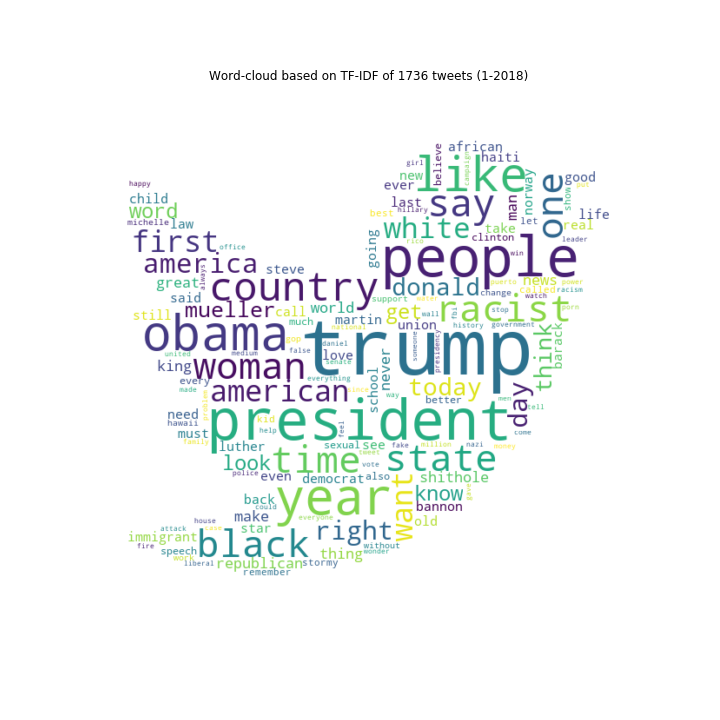 Word-cloud based on TF-IDF of 1736 tweets (1-2018)
african
believe
campaign
haiti
girl
like
new
happy
good
put
ever
norway
show
child
last
say
man
one
life
word
best
hillary
let
michelle
law
white
take
real
first
office
going
rico
clinton
leader
people
win
america
always
steve
country
great
donald
puerto
news
power
change
called
racism
said
support
water
watch
mueller
call
world
get
racist
porn
still
much
martin
union
wall
fbi
history
stop
government
obama
national
trump
think
barack
gop
false
daniel
united
medium
love
never
someone
presidency
king
woman
senate
school
every
everything
today
men
made
american
since
way
better
day
tell
need
problem
president
hawaii
kid
feel
come
must
help
family
luther
sexual
see
fake
million
nazi
money
look
time
tweet
state
vote
police
even
democrat
also
shithole
want
know
gave
back
could
year
bannon
make
everyone
old
house
star
right
attack
immigrant
black
fire
speech
thing
without
work
wonder
liberal
republican
stormy
remember